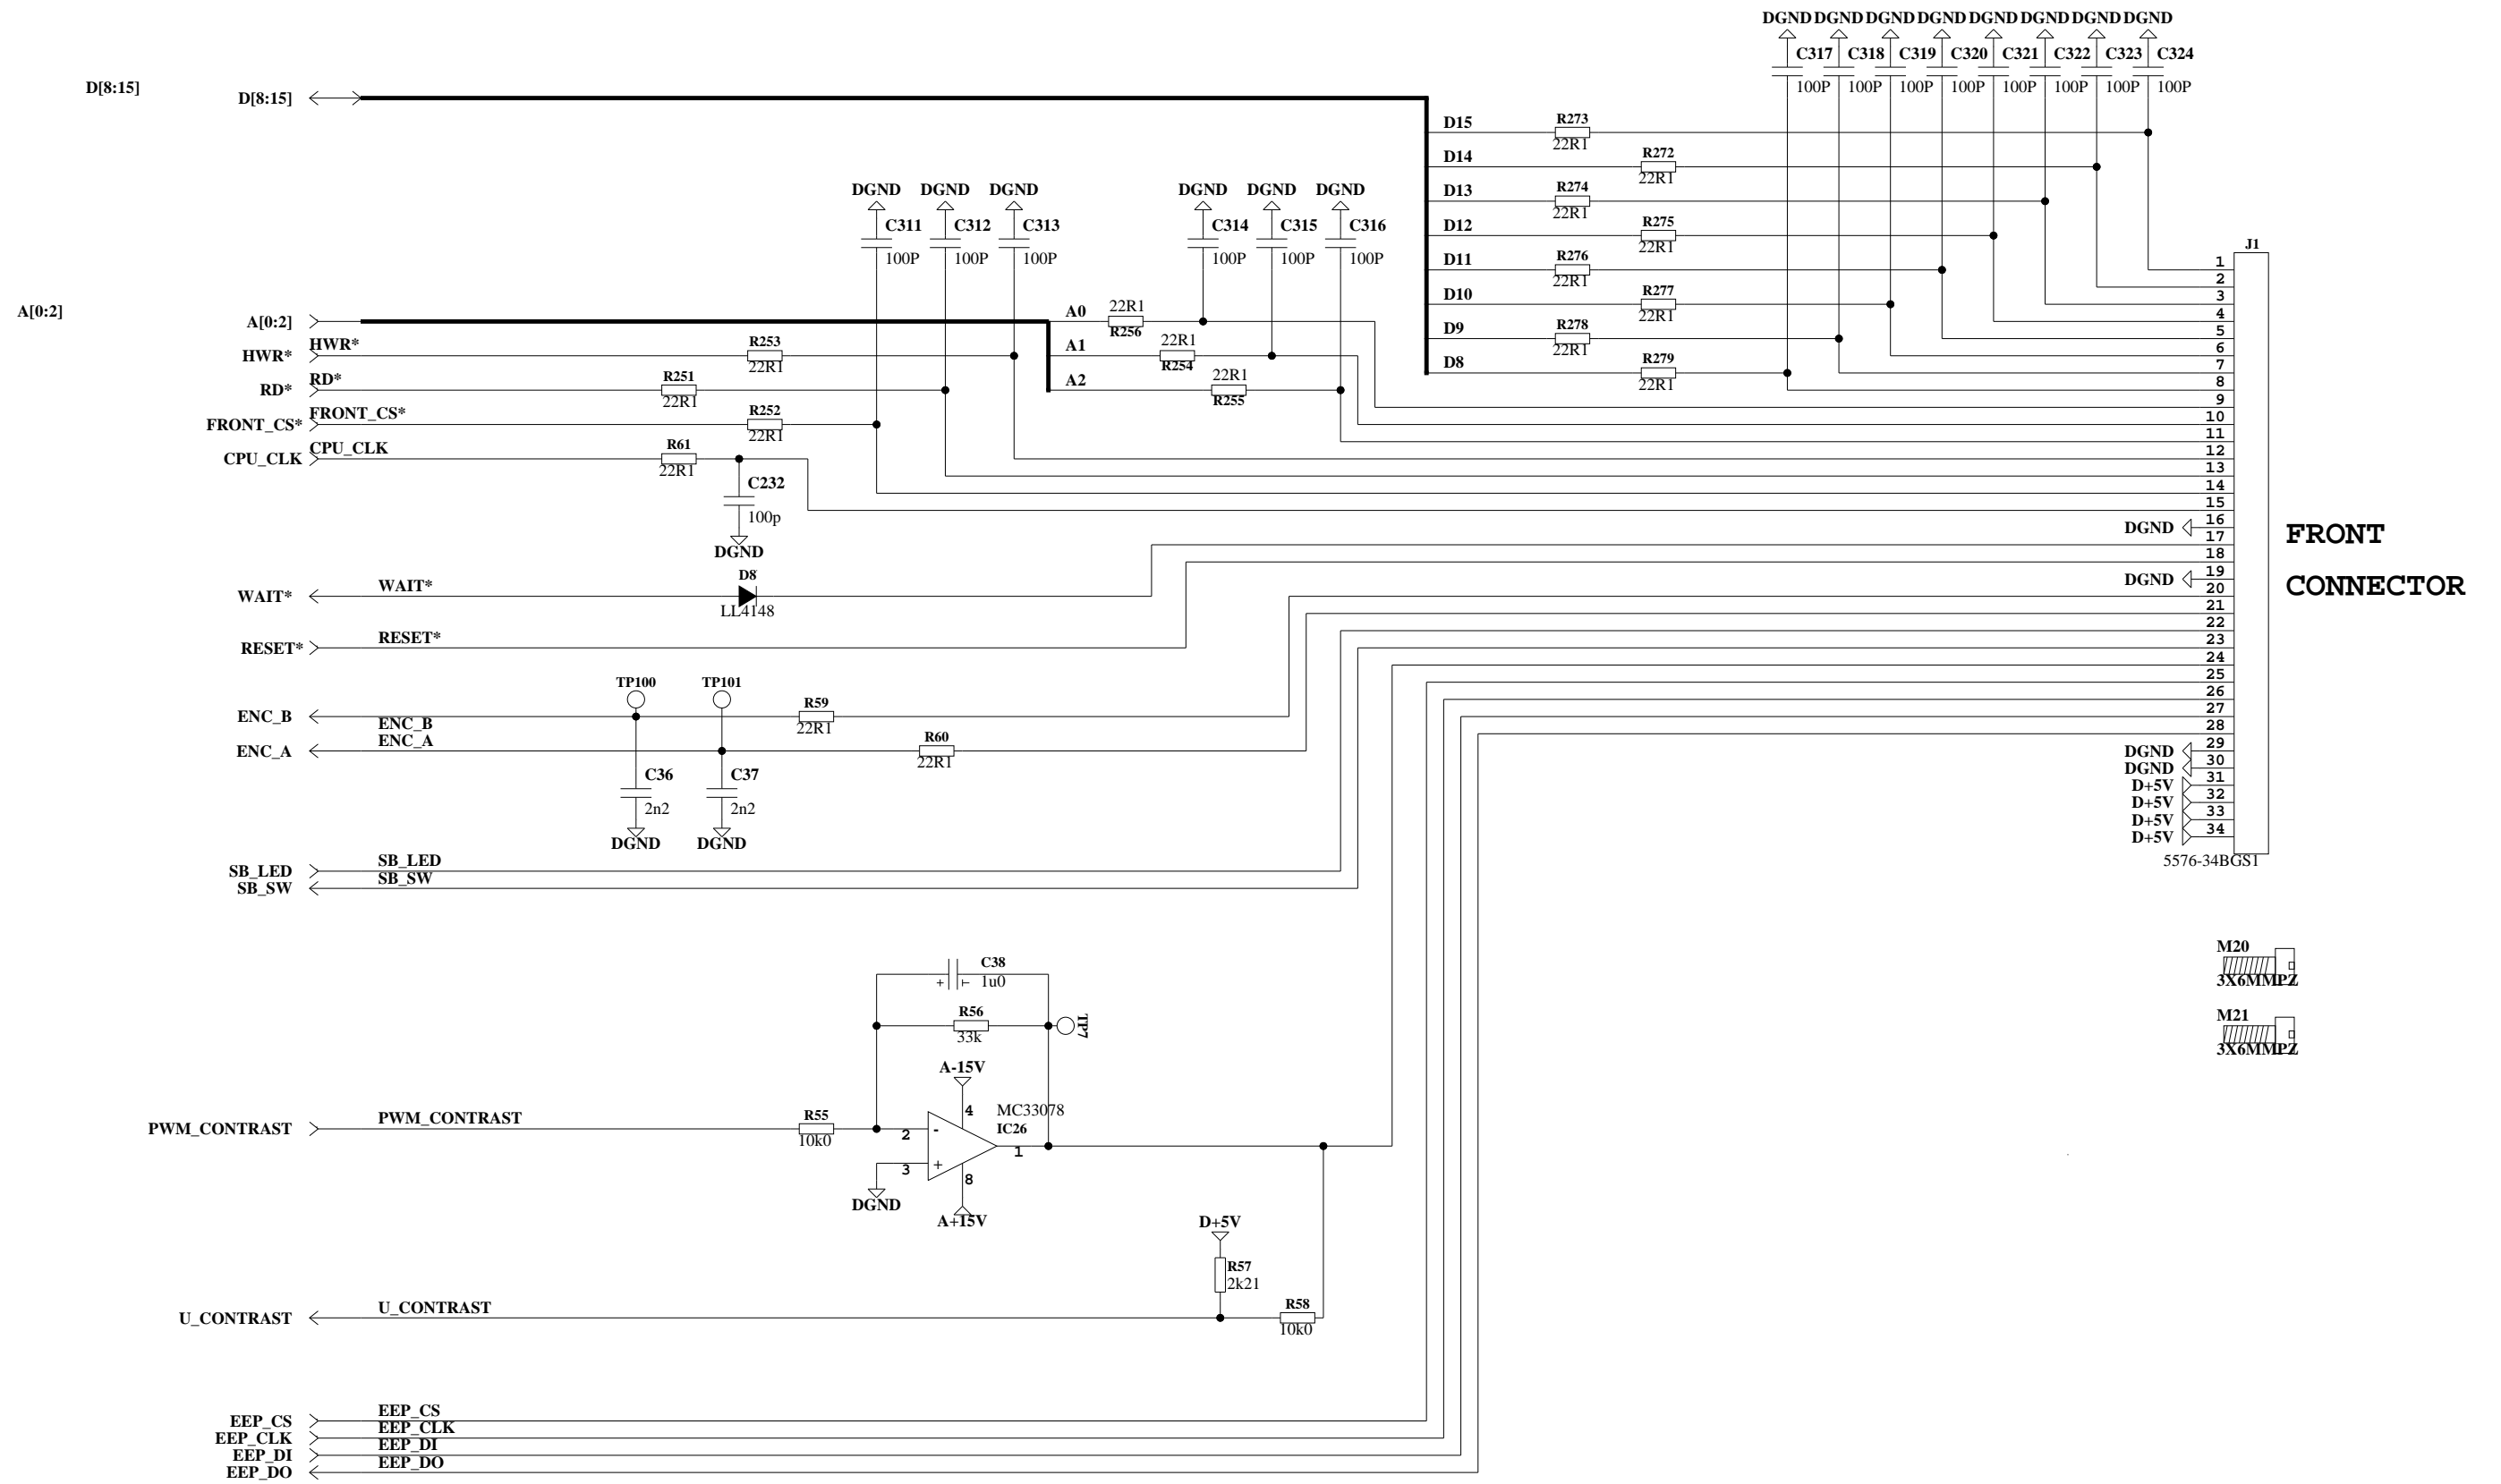 DGND DGND DGND DGND DGND DGND DGND DGND
C317 C318 C319 C320 C321 C322 C323 C324
100P 100P 100P 100P 100P 100P 100P 100P
D[8:15]
D[8:15]
D15 R273 22R1
D14 R272 22R1
D13 R274 22R1
D12 R275 22R1
D11 R276 22R1
D10 R277 22R1
D9 R278 22R1
D8 R279 22R1
DGND DGND DGND DGND DGND DGND
C311 C312 C313 C314 C315 C316
100P 100P 100P 100P 100P 100P
A[0:2]
A[0:2]
A0 22R1 R256
A1 22R1 R254
A2 22R1 R255
HWR* HWR* R253 22R1
RD* RD* R251 22R1
FRONT_CS* FRONT_CS* R252 22R1
CPU_CLK CPU_CLK R61 22R1
C232
100p
DGND
WAIT* WAIT* D8 LL4148
RESET* RESET*
TP100 TP101
ENC_B ENC_B R59 22R1
ENC_A ENC_A R60 22R1
C36 C37
2n2 2n2
DGND DGND
SB_LED SB_LED
SB_SW SB_SW
J1
1
2
3
4
5
6
7
8
9
10
11
12
13
14
15
DGND 16
17
18
DGND 19
20
21
22
23
24
25
26
27
28
DGND 29
DGND 30
D+5V 31
D+5V 32
D+5V 33
D+5V 34
5576-34BGS1
FRONT
CONNECTOR
M20
3X6MMPZ
M21
3X6MMPZ
C38
+ 1u0
R56
33k
TP7
A-15V
4
MC33078
IC26
PWM_CONTRAST PWM_CONTRAST R55 10k0
2 -
3 +
1
8
DGND
A+15V
D+5V
R57
2k21
U_CONTRAST U_CONTRAST R58 10k0
EEP_CS EEP_CS
EEP_CLK EEP_CLK
EEP_DI EEP_DI
EEP_DO EEP_DO